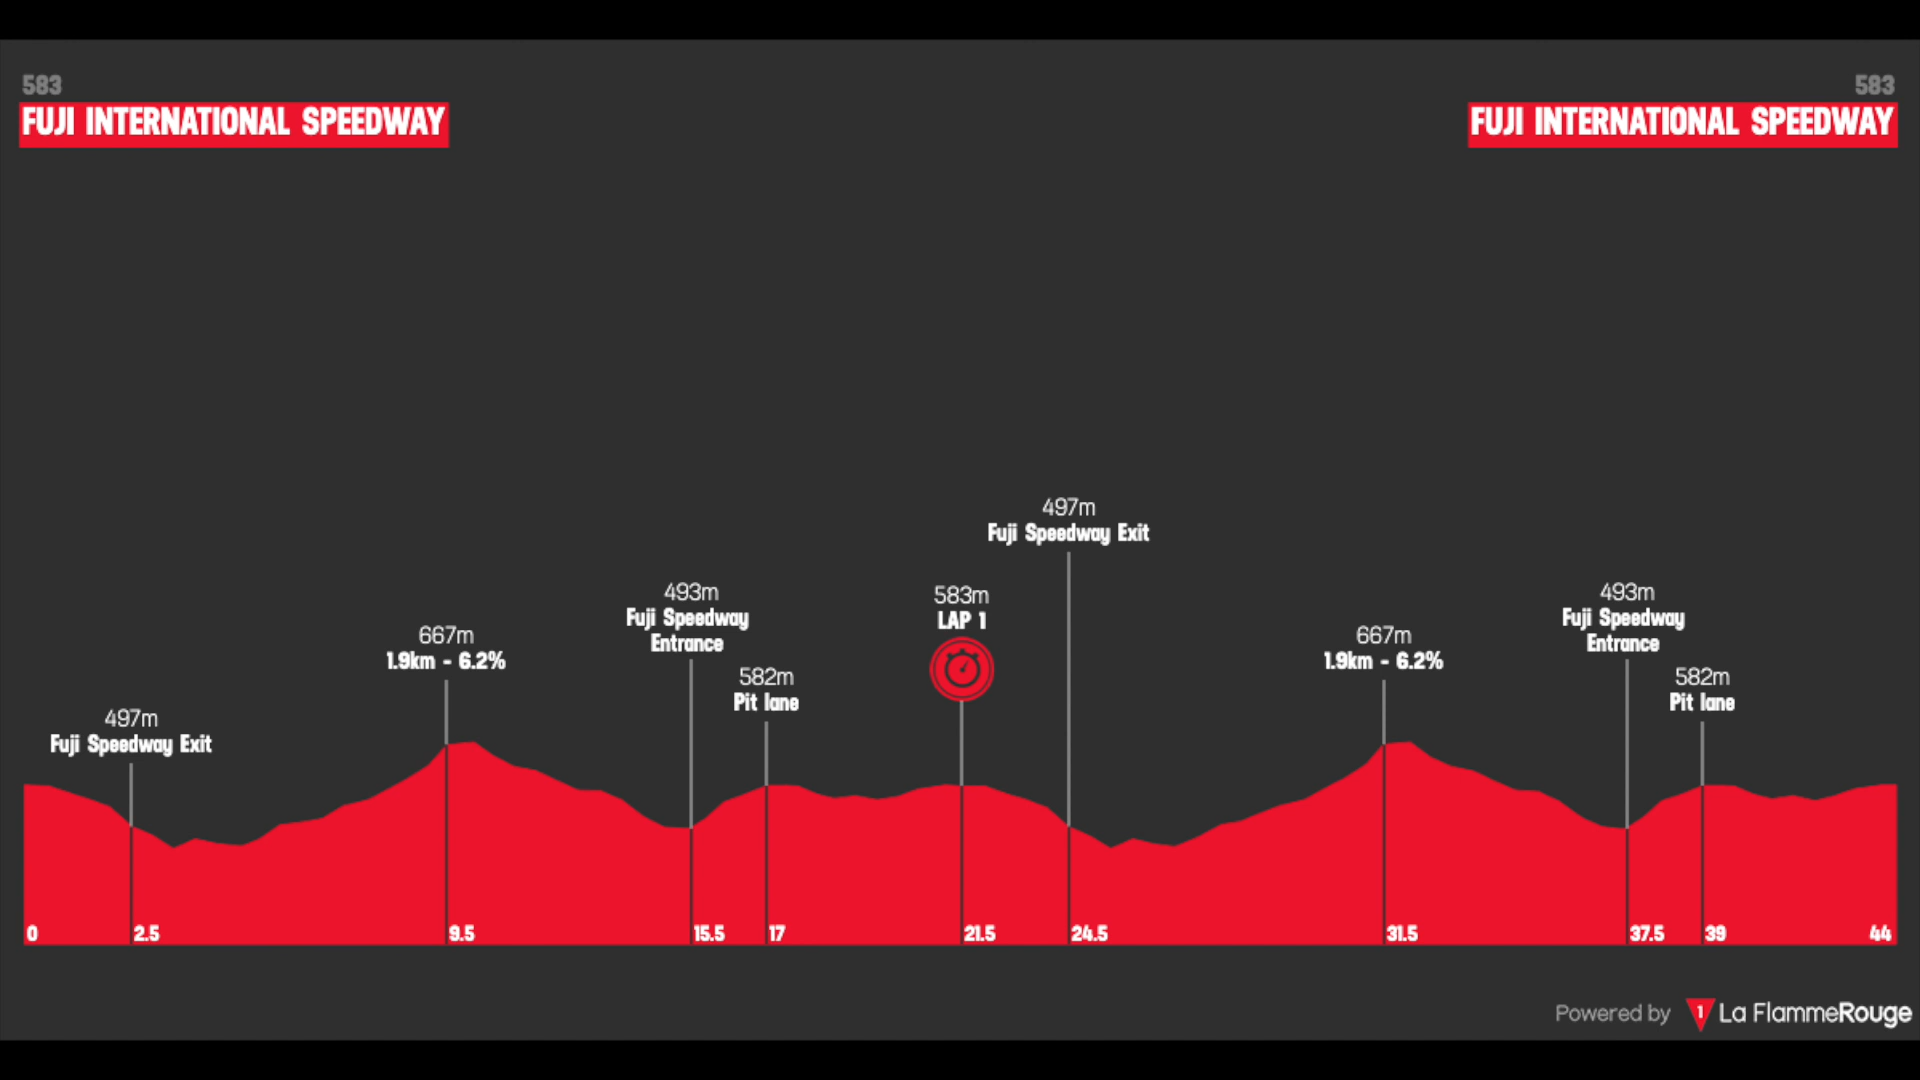 583
FUJI INTERNATIONAL SPEEDWAY
583
FUJI INTERNATIONAL SPEEDWAY
497m
Fuji Speedway Exit
667m
1.9km - 6.2%
493m
Fuji Speedway
Entrance
582m
Pit lane
583m
LAP 1
497m
Fuji Speedway Exit
667m
1.9km - 6.2%
493m
Fuji Speedway
Entrance
582m
Pit lane
0 2.5 9.5 15.5 17 21.5 24.5 31.5 37.5 39 44
Powered by 1 La FlammeRouge